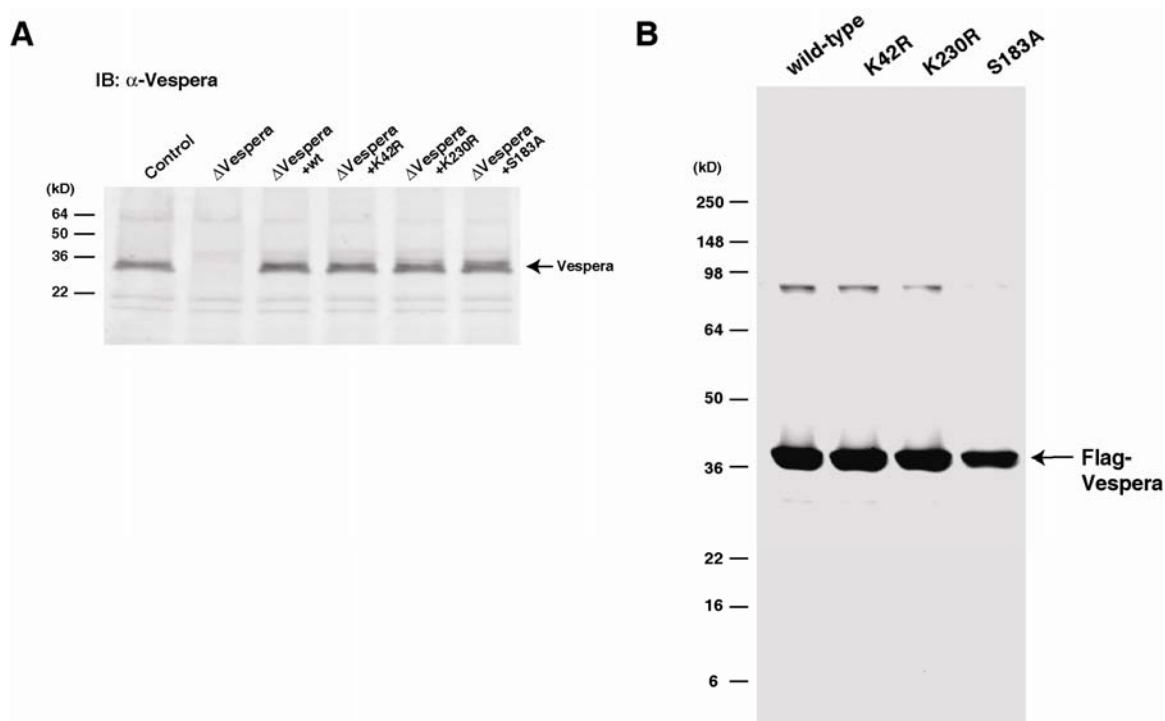 A
IB: α-Vespera
Control
ΔVespera
ΔVespera
+wt
ΔVespera
+K42R
ΔVespera
+K230R
ΔVespera
+S183A
(kD)
64
50
36
22
Vespera
B
wild-type
K42R
K230R
S183A
(kD)
250
148
98
64
50
36
22
16
6
Flag-
Vespera